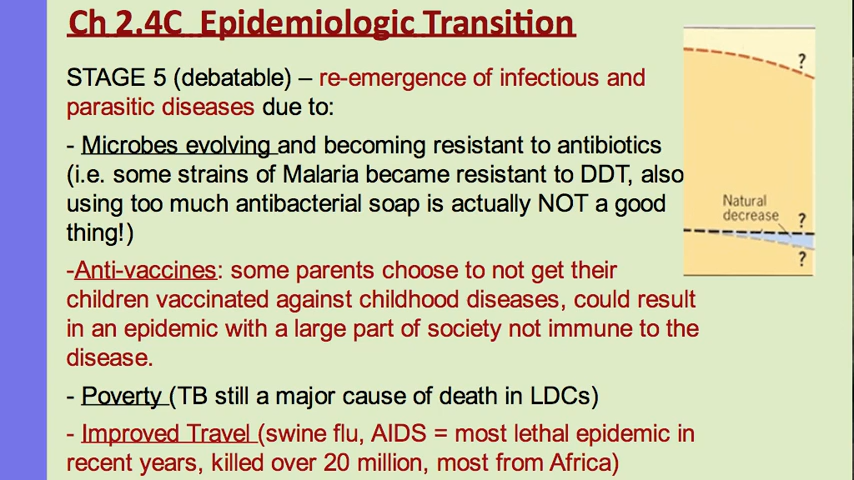 Ch 2.4C  Epidemiologic Transition
STAGE 5 (debatable) – re-emergence of infectious and
parasitic diseases due to:
- Microbes evolving and becoming resistant to antibiotics
(i.e. some strains of Malaria became resistant to DDT, also
using too much antibacterial soap is actually NOT a good
thing!)
-Anti-vaccines: some parents choose to not get their
children vaccinated against childhood diseases, could result
in an epidemic with a large part of society not immune to the
disease.
- Poverty (TB still a major cause of death in LDCs)
- Improved Travel (swine flu, AIDS = most lethal epidemic in
recent years, killed over 20 million, most from Africa)
?
Natural
decrease
?
?